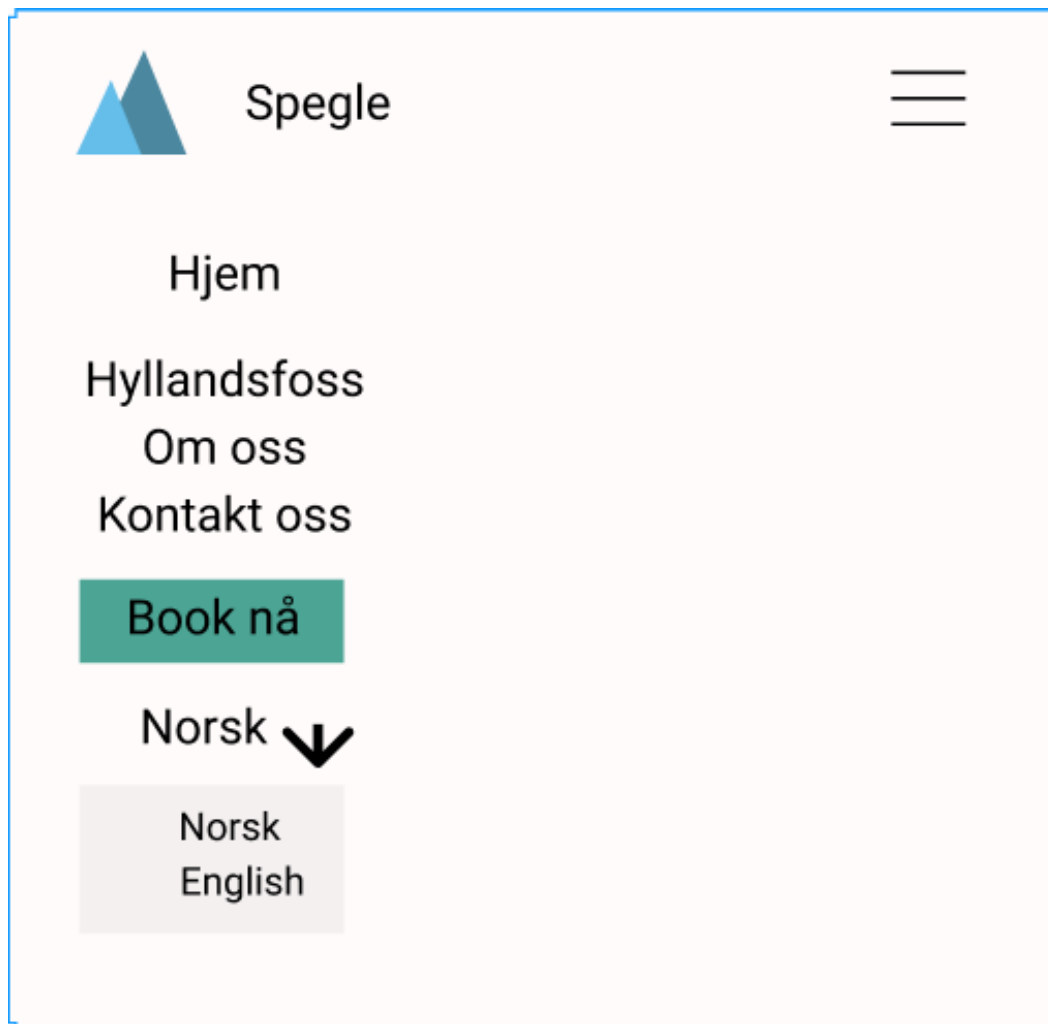 Spegle
Hjem
Hyllandsfoss
Om oss
Kontakt oss
Book nå
Norsk
Norsk
English